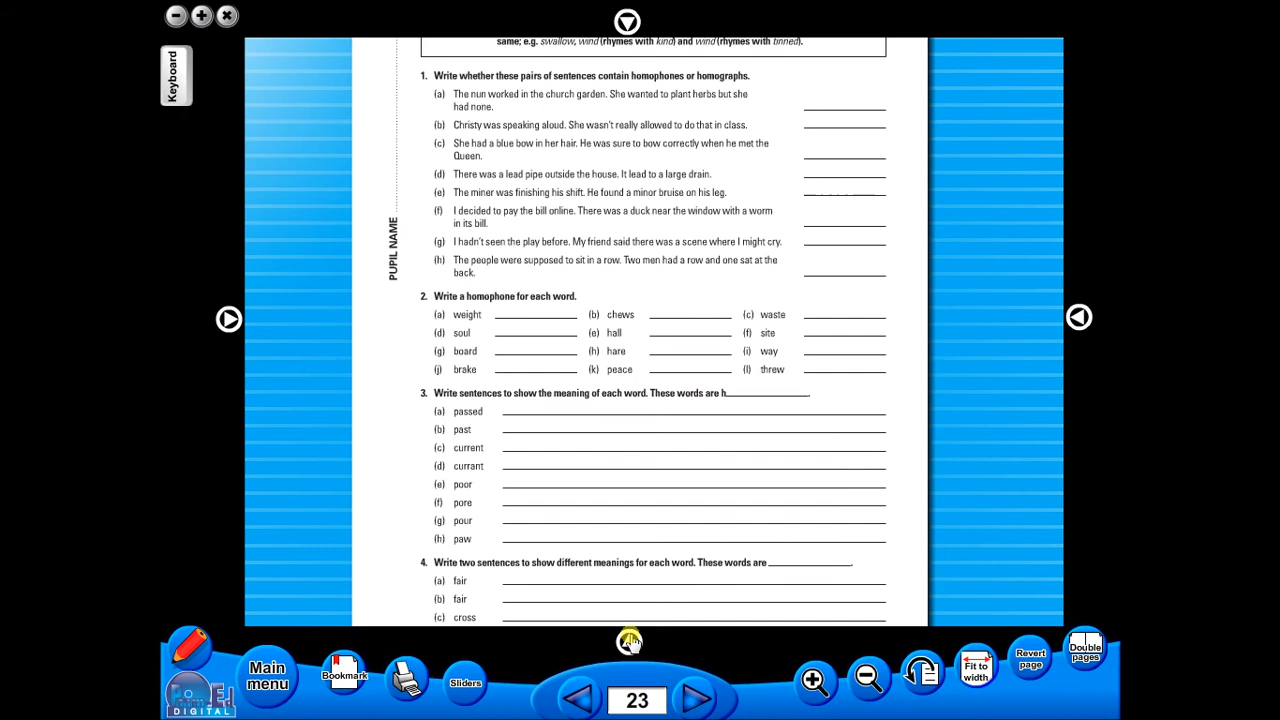 Keyboard
same; e.g. swallow, wind (rhymes with kind) and wind (rhymes with tinned).
PUPIL NAME
1. Write whether these pairs of sentences contain homophones or homographs.
(a) The nun worked in the church garden. She wanted to plant herbs but she
had none.
(b) Christy was speaking aloud. She wasn't really allowed to do that in class.
(c) She had a blue bow in her hair. He was sure to bow correctly when he met the
Queen.
(d) There was a lead pipe outside the house. It lead to a large drain.
(e) The miner was finishing his shift. He found a minor bruise on his leg.
(f) I decided to pay the bill online. There was a duck near the window with a worm
in its bill.
(g) I hadn't seen the play before. My friend said there was a scene where I might cry.
(h) The people were supposed to sit in a row. Two men had a row and one sat at the
back.
2. Write a homophone for each word.
(a) weight (b) chews (c) waste
(d) soul (e) hall (f) site
(g) board (h) hare (i) way
(j) brake (k) peace (l) threw
3. Write sentences to show the meaning of each word. These words are h.
(a) passed
(b) past
(c) current
(d) currant
(e) poor
(f) pore
(g) pour
(h) paw
4. Write two sentences to show different meanings for each word. These words are .
(a) fair
(b) fair
(c) cross
Main
menu
Bookmark
Sliders
23
Fit to
width
Revert
page
Double
pages
DIGITAL